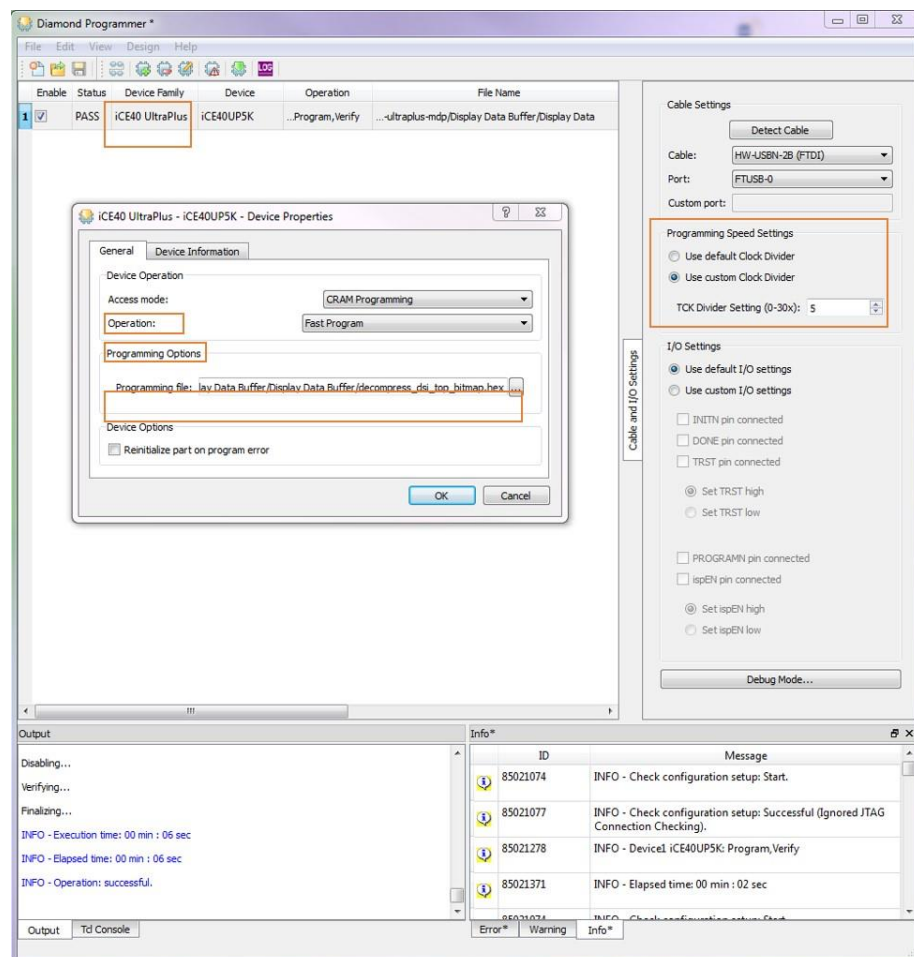 Diamond Programmer *
File Edit View Design Help
LOG
Enable Status Device Family Device Operation File Name
1 PASS iCE40 UltraPlus iCE40UP5K ...Program,Verify ...-ultraplus-mdp/Display Data Buffer/Display Data
Cable Settings
Detect Cable
Cable: HW-USBN-2B (FTDI)
Port: FTUSB-0
Custom port:
Programming Speed Settings
Use default Clock Divider
Use custom Clock Divider
TCK Divider Setting (0-30x): 5
I/O Settings
Use default I/O settings
Use custom I/O settings
INITN pin connected
DONE pin connected
TRST pin connected
Set TRST high
Set TRST low
PROGRAMN pin connected
ispEN pin connected
Set ispEN high
Set ispEN low
Debug Mode...
Cable and I/O Settings
iCE40 UltraPlus - iCE40UP5K - Device Properties
General Device Information
Device Operation
Access mode: CRAM Programming
Operation: Fast Program
Programming Options
Programming file: lay Data Buffer/Display Data Buffer/decompress_dsi_top_bitmap.hex ...
Device Options
Reinitialize part on program error
OK Cancel
Output
Disabling...
Verifying...
Finalizing...
INFO - Execution time: 00 min : 06 sec
INFO - Elapsed time: 00 min : 06 sec
INFO - Operation: successful.
Output Tcl Console
Info*
ID Message
85021074 INFO - Check configuration setup: Start.
85021077 INFO - Check configuration setup: Successful (Ignored JTAG
Connection Checking).
85021278 INFO - Device1 iCE40UP5K: Program,Verify
85021371 INFO - Elapsed time: 00 min : 02 sec
85021074 INFO - Check configuration setup: Start.
Error* Warning Info*